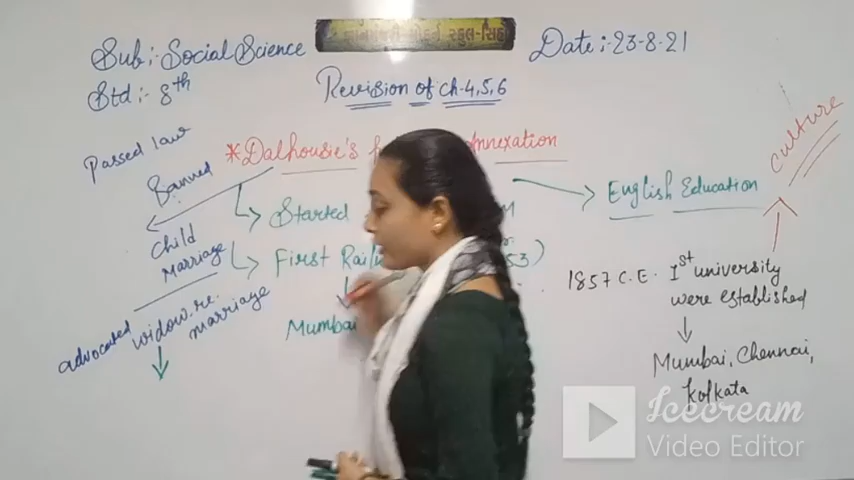 Sub:- Social Science
Date:- 23-8-21
Std:- 8th
Revision of ch-4,5,6
Passed law
* Dalhousie's Annexation
culture
Banned
English Education
Started
Child
Marriage
First
1857 C.E. Ist university
were established
advocated widow re.
marriage
Mumbai
Mumbai, Chennai,
Kolkata
Icecream
Video Editor